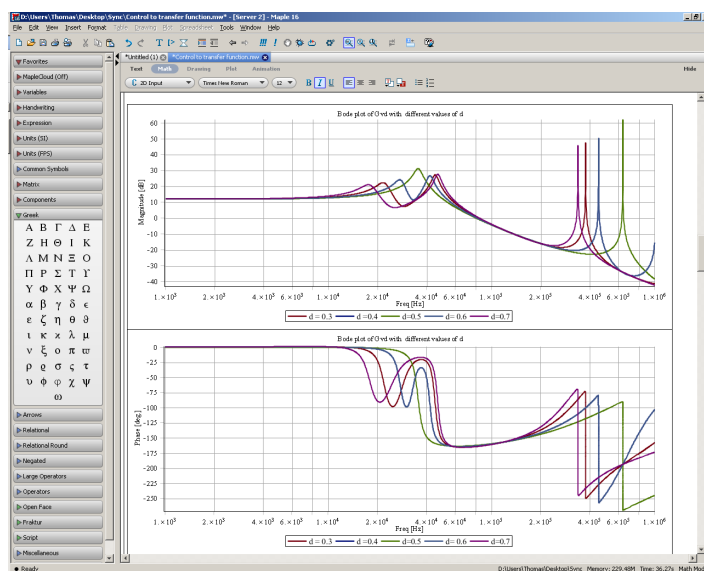 D:\Users\Thomas\Desktop\Sync\Control to transfer function.mw* - [Server 2] - Maple 16
File Edit View Insert Format Table Drawing Plot Spreadsheet Tools Window Help
*Untitled (1) *Control to transfer function.mw
Text Math Drawing Plot Animation Hide
2D Input Times New Roman 12 B I U
Favorites
MapleCloud (Off)
Variables
Handwriting
Expression
Units (SI)
Units (FPS)
Common Symbols
Matrix
Components
Greek
Α Β Γ Δ Ε
Ζ Η Θ Ι Κ
Λ Μ Ν Ξ Ο
Π Ρ Σ Τ Υ
Υ Φ Χ Ψ Ω
α β γ δ ϵ
ε ζ η θ ϑ
ι κ ϰ λ μ
ν ξ ο π ϖ
ρ ϱ σ ς τ
υ ϕ φ χ ψ
ω
Arrows
Relational
Relational Round
Negated
Large Operators
Operators
Open Face
Fraktur
Script
Miscellaneous
Bode plot of Gvd with different values of d
Magnitude [dB]
60
50
40
30
20
10
0
-10
-20
-30
-40
1. × 10³ 2. × 10³ 4. × 10³ 6. × 10³ 1. × 10⁴ 2. × 10⁴ 4. × 10⁴ 1. × 10⁵ 2. × 10⁵ 4. × 10⁵ 1. × 10⁶
Freq [Hz]
d = 0.3 d=0.4 d=0.5 d= 0.6 d=0.7
Bode plot of Gvd with different values of d
Phase [deg.]
0
-25
-50
-75
-100
-125
-150
-175
-200
-225
-250
1. × 10³ 2. × 10³ 4. × 10³ 6. × 10³ 1. × 10⁴ 2. × 10⁴ 4. × 10⁴ 1. × 10⁵ 2. × 10⁵ 4. × 10⁵ 1. × 10⁶
Freq [Hz]
d = 0.3 d=0.4 d=0.5 d= 0.6 d=0.7
Ready D:\Users\Thomas\Desktop\Sync Memory: 229.48M Time: 36.27s Math Mod